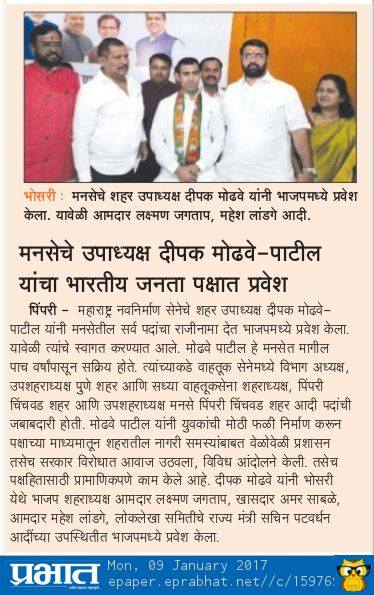 भोसरी : मनसेचे शहर उपाध्यक्ष दीपक मोढवे यांनी भाजपमध्ये प्रवेश
केला. यावेळी आमदार लक्ष्मण जगताप, महेश लांडगे आदी.
मनसेचे उपाध्यक्ष दीपक मोढवे-पाटील
यांचा भारतीय जनता पक्षात प्रवेश
पिंपरी - महाराष्ट्र नवनिर्माण सेनेचे शहर उपाध्यक्ष दीपक मोढवे-
पाटील यांनी मनसेतील सर्व पदांचा राजीनामा देत भाजपमध्ये प्रवेश केला.
यावेळी त्यांचे स्वागत करण्यात आले. मोढवे पाटील हे मनसेत मागील
पाच वर्षांपासून सक्रिय होते. त्यांच्याकडे वाहतूक सेनेमध्ये विभाग अध्यक्ष,
उपशहराध्यक्ष पुणे शहर आणि सध्या वाहतूकसेना शहराध्यक्ष, पिंपरी
चिंचवड शहर आणि उपशहराध्यक्ष मनसे पिंपरी चिंचवड शहर आदी पदांची
जबाबदारी होती. मोढवे पाटील यांनी युवकांची मोठी फळी निर्माण करून
पक्षाच्या माध्यमातून शहरातील नागरी समस्यांबाबत वेळोवेळी प्रशासन
तसेच सरकार विरोधात आवाज उठवला, विविध आंदोलने केली. तसेच
पक्षहितासाठी प्रामाणिकपणे काम केले आहे. दीपक मोढवे यांनी भोसरी
येथे भाजप शहराध्यक्ष आमदार लक्ष्मण जगताप, खासदार अमर साबळे,
आमदार महेश लांडगे, लोकलेखा समितीचे राज्य मंत्री सचिन पटवर्धन
आदींच्या उपस्थितीत भाजपमध्ये प्रवेश केला.
प्रभात Mon, 09 January 2017
epaper.eprabhat.net//c/15976